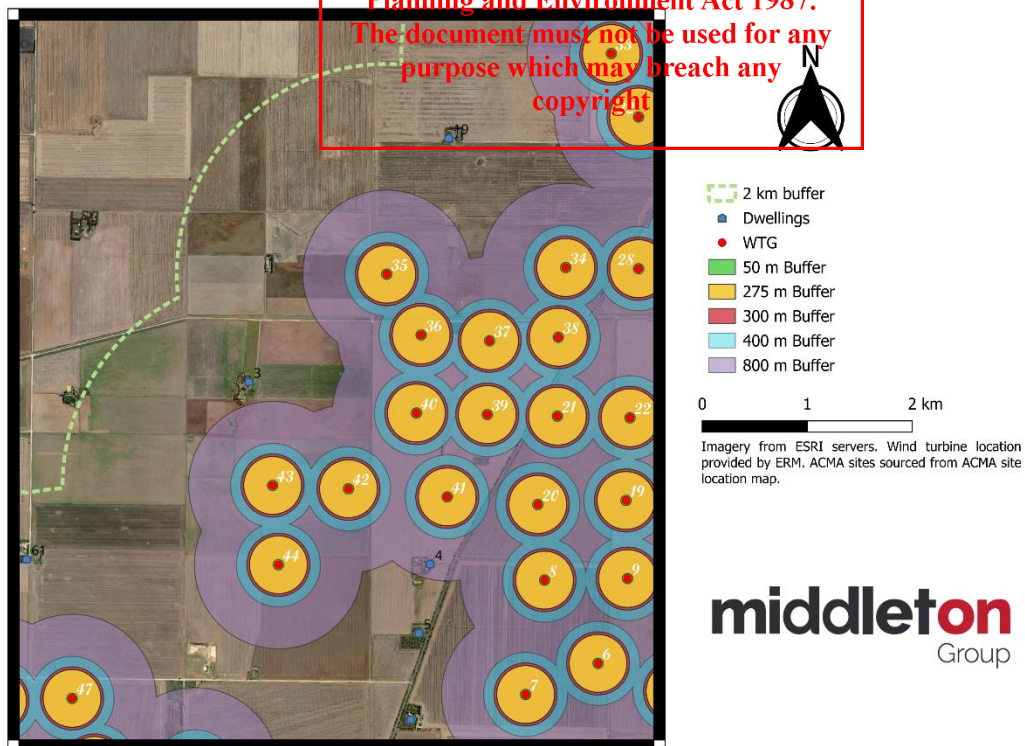 Planning and Environment Act 1987.
The document must not be used for any
purpose which may breach any
copyright
N
33
19
1
35
34
28
36
37
38
3
40
39
21
22
43
42
41
20
19
161
44
4
8
9
5
6
7
47
2 km buffer
Dwellings
WTG
50 m Buffer
275 m Buffer
300 m Buffer
400 m Buffer
800 m Buffer
0 1 2 km
Imagery from ESRI servers. Wind turbine location
provided by ERM. ACMA sites sourced from ACMA site
location map.
middleton
Group